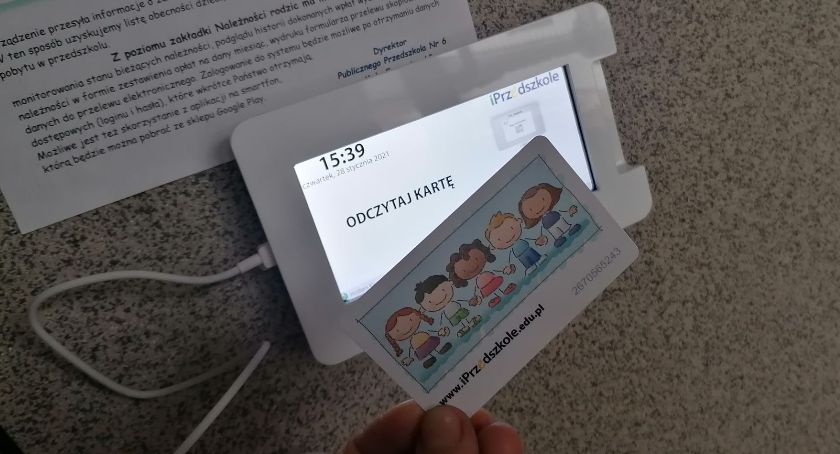 ządzenie przesyła informacje o
W ten sposób uzyskujemy listę obecności
pobytu w przedszkolu.
Z poziomu zakładki Należności rodzic ma
monitorowania stanu bieżących należności, podglądu historii dokonanych wpłat
należności w formie zestawienia opłat na dany miesiąc, wydruku formularza przelewu
danych do przelewu elektronicznego. Zalogowanie do systemu będzie możliwe po otrzymaniu danych
dostępowych (loginu i hasła), które wkrótce Państwo otrzymają.
Możliwe jest też skorzystanie z aplikacji na smartfon,
którą będzie można pobrać ze sklepu Google Play.
Dyrektor
Publicznego Przedszkola Nr 6
iPrzedszkole
15:39
czwartek, 28 stycznia 2021
ODCZYTAJ KARTĘ
2670565243
www.iPrzedszkole.edu.pl